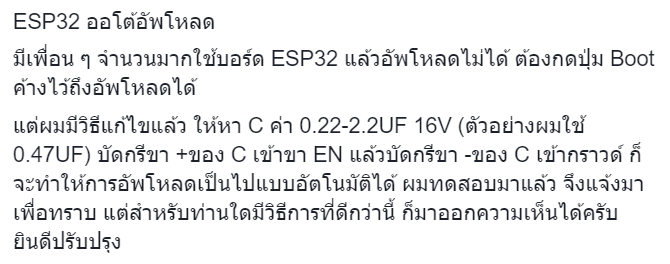 ESP32 ออโต้อัพโหลด
มีเพื่อน ๆ จำนวนมากใช้บอร์ด ESP32 แล้วอัพโหลดไม่ได้ ต้องกดปุ่ม Boot
ค้างไว้ถึงอัพโหลดได้
แต่ผมมีวิธีแก้ไขแล้ว ให้หา C ค่า 0.22-2.2UF 16V (ตัวอย่างผมใช้
0.47UF) บัดกรีขา +ของ C เข้าขา EN แล้วบัดกรีขา -ของ C เข้ากราวด์ ก็
จะทำให้การอัพโหลดเป็นไปแบบอัตโนมัติได้ ผมทดสอบมาแล้ว จึงแจ้งมา
เพื่อทราบ แต่สำหรับท่านใดมีวิธีการที่ดีกว่านี้ ก็มาออกความเห็นได้ครับ
ยินดีปรับปรุง